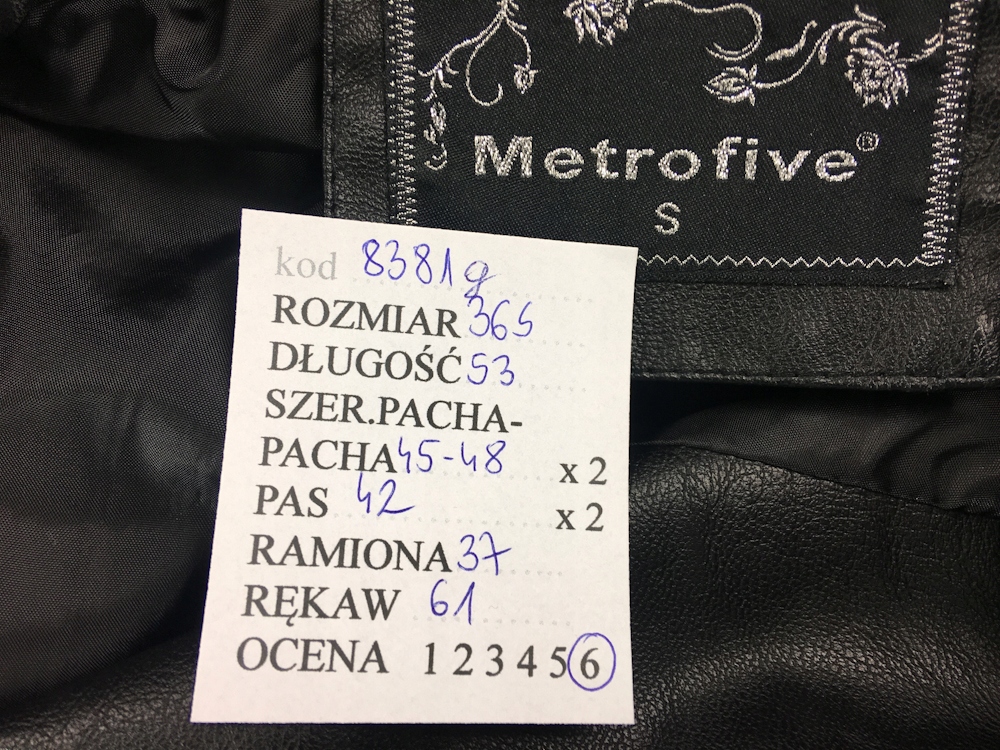 Metrofive®
S
kod 8381g
ROZMIAR 36S
DŁUGOŚĆ 53
SZER.PACHA-
PACHA 45-48 x 2
PAS 42 x 2
RAMIONA 37
RĘKAW 61
OCENA 1 2 3 4 5 6